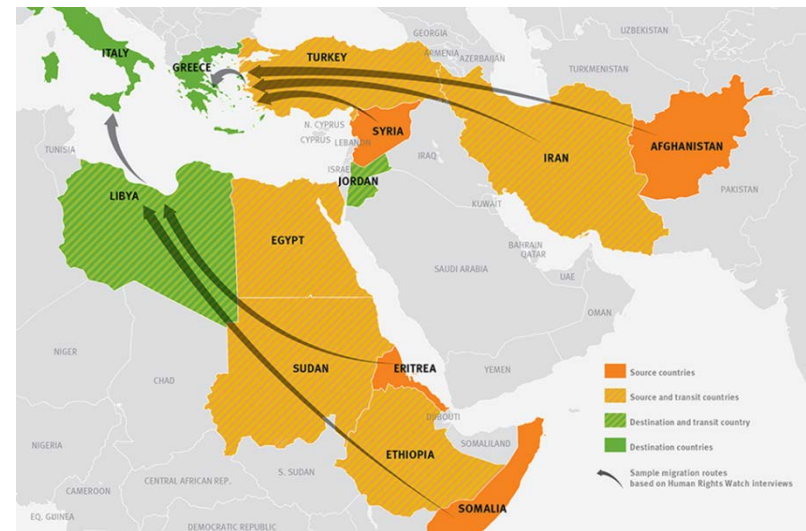 GEORGIA
UZBEKISTAN
ITALY
GREECE
TURKEY
ARMENIA
AZERBAIJAN
TURKMENISTAN
N. CYPRUS
CYPRUS
SYRIA
LEBANON
TUNISIA
IRAQ
IRAN
AFGHANISTAN
ISRAEL
JORDAN
PAKISTAN
LIBYA
KUWAIT
EGYPT
BAHRAIN
QATAR
UAE
SAUDI ARABIA
OMAN
NIGER
CHAD
SUDAN
ERITREA
YEMEN
DJIBOUTI
NIGERIA
ETHIOPIA
SOMALILAND
S. SUDAN
CENTRAL AFRICAN REP.
CAMEROON
SOMALIA
EQ. GUINEA
DEMOCRATIC REPUBLIC
Source countries
Source and transit countries
Destination and transit country
Destination countries
Sample migration routes
based on Human Rights Watch interviews